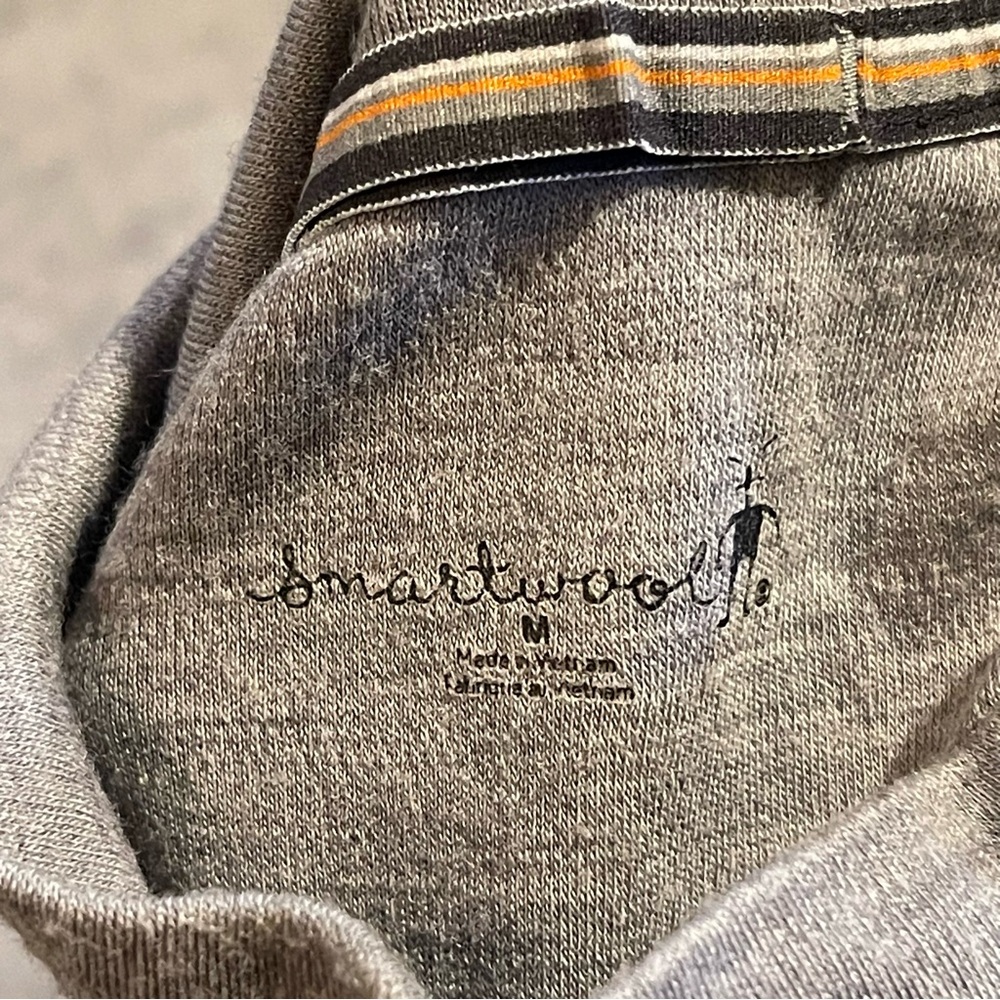 smartwool
M
Made in Vietnam
Fabriqué au Vietnam